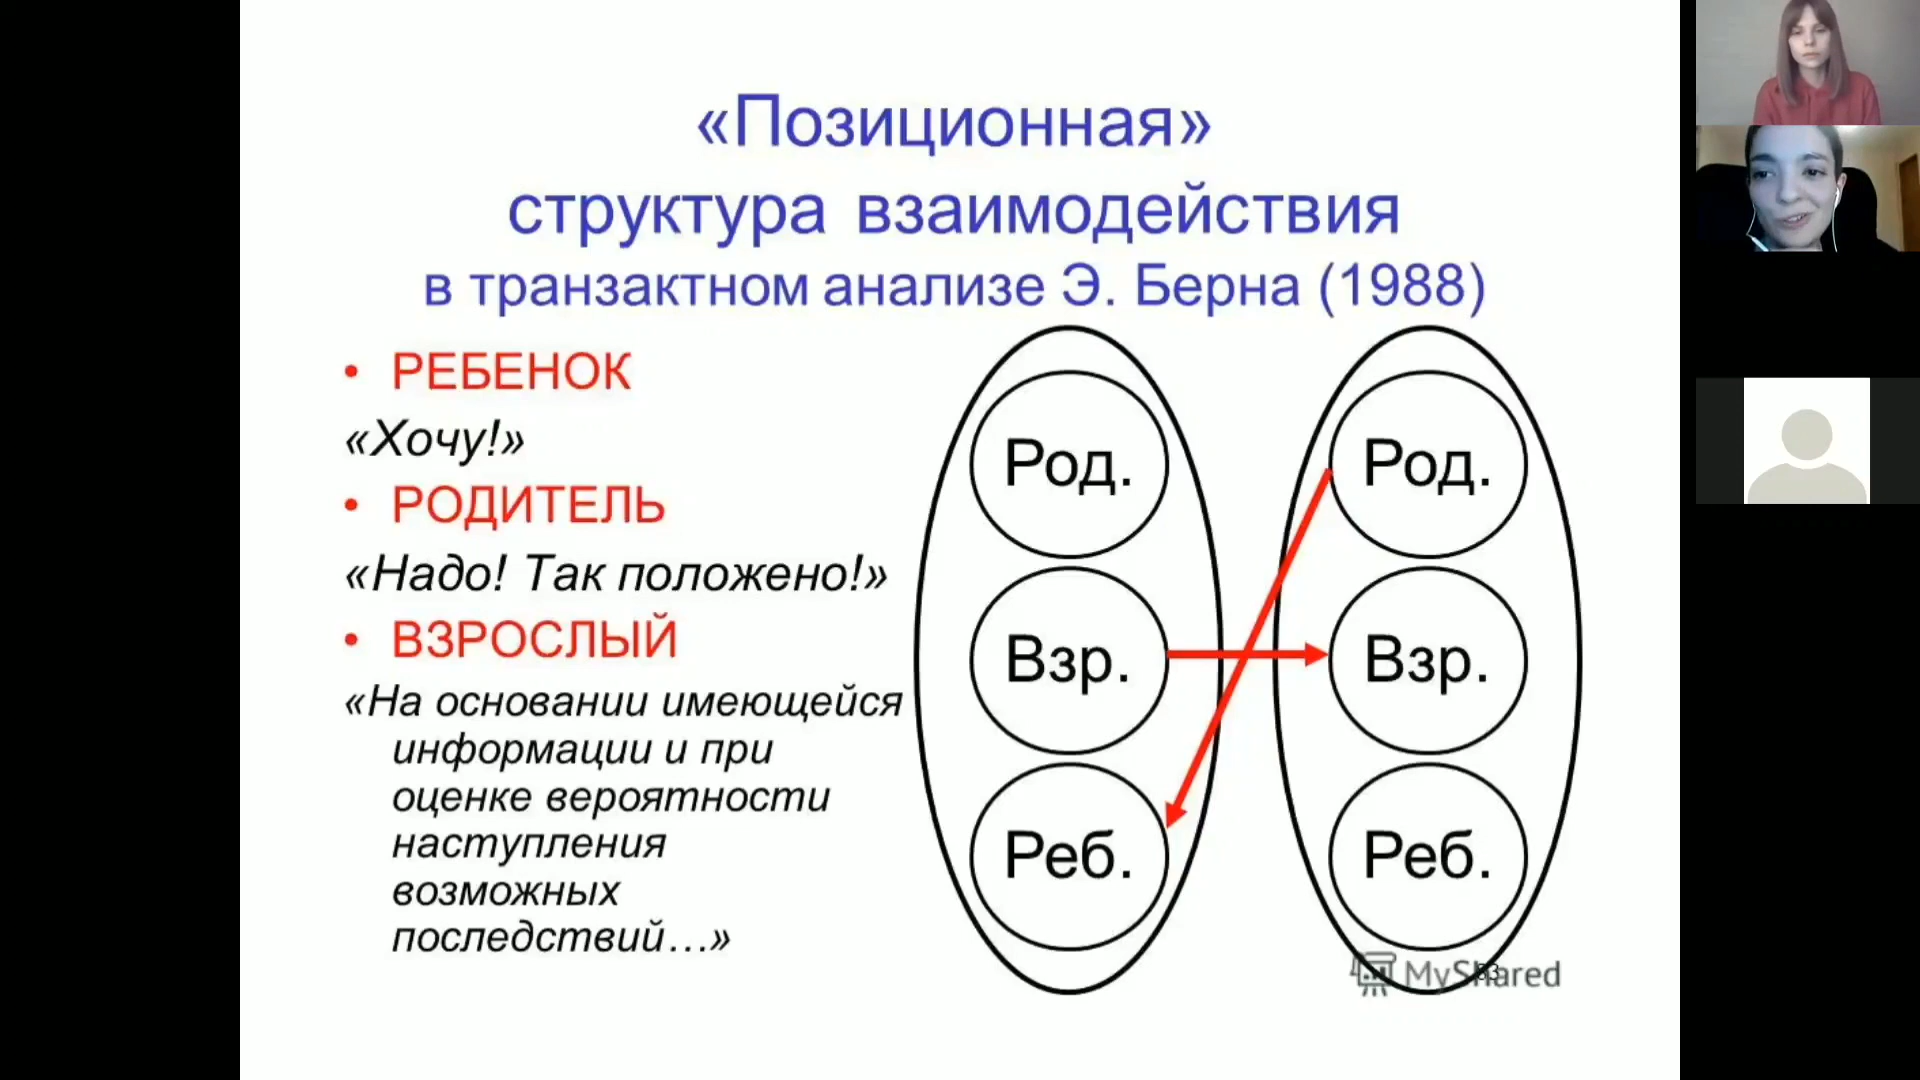 «Позиционная»
структура взаимодействия
в транзактном анализе Э. Берна (1988)
• РЕБЕНОК
«Хочу!»
• РОДИТЕЛЬ
«Надо! Так положено!»
• ВЗРОСЛЫЙ
«На основании имеющейся
информации и при
оценке вероятности
наступления
возможных
последствий…»
Род.
Род.
Взр.
Взр.
Реб.
Реб.
MyShared
53